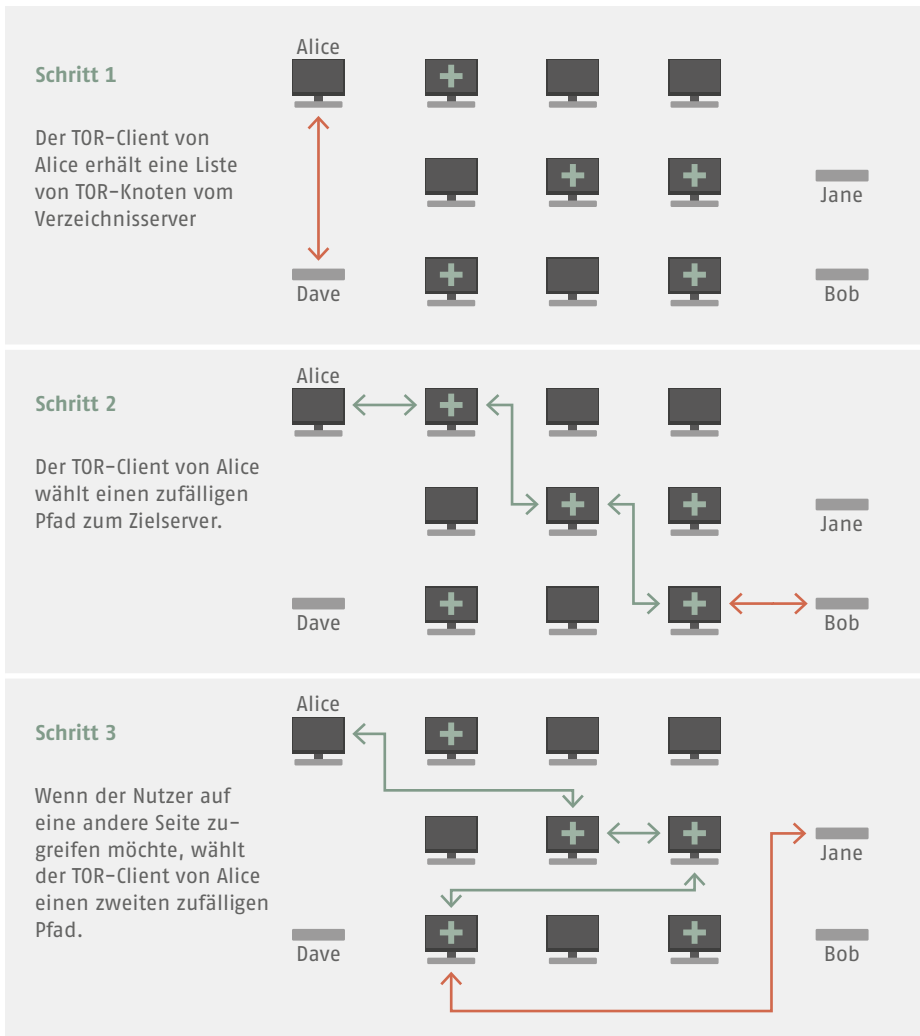 Alice
Schritt 1
Der TOR-Client von
Alice erhält eine Liste
von TOR-Knoten vom
Verzeichnisserver
Jane
Dave
Bob
Alice
Schritt 2
Der TOR-Client von Alice
wählt einen zufälligen
Pfad zum Zielserver.
Jane
Dave
Bob
Alice
Schritt 3
Wenn der Nutzer auf
eine andere Seite zu-
greifen möchte, wählt
der TOR-Client von Alice
einen zweiten zufälligen
Pfad.
Jane
Dave
Bob